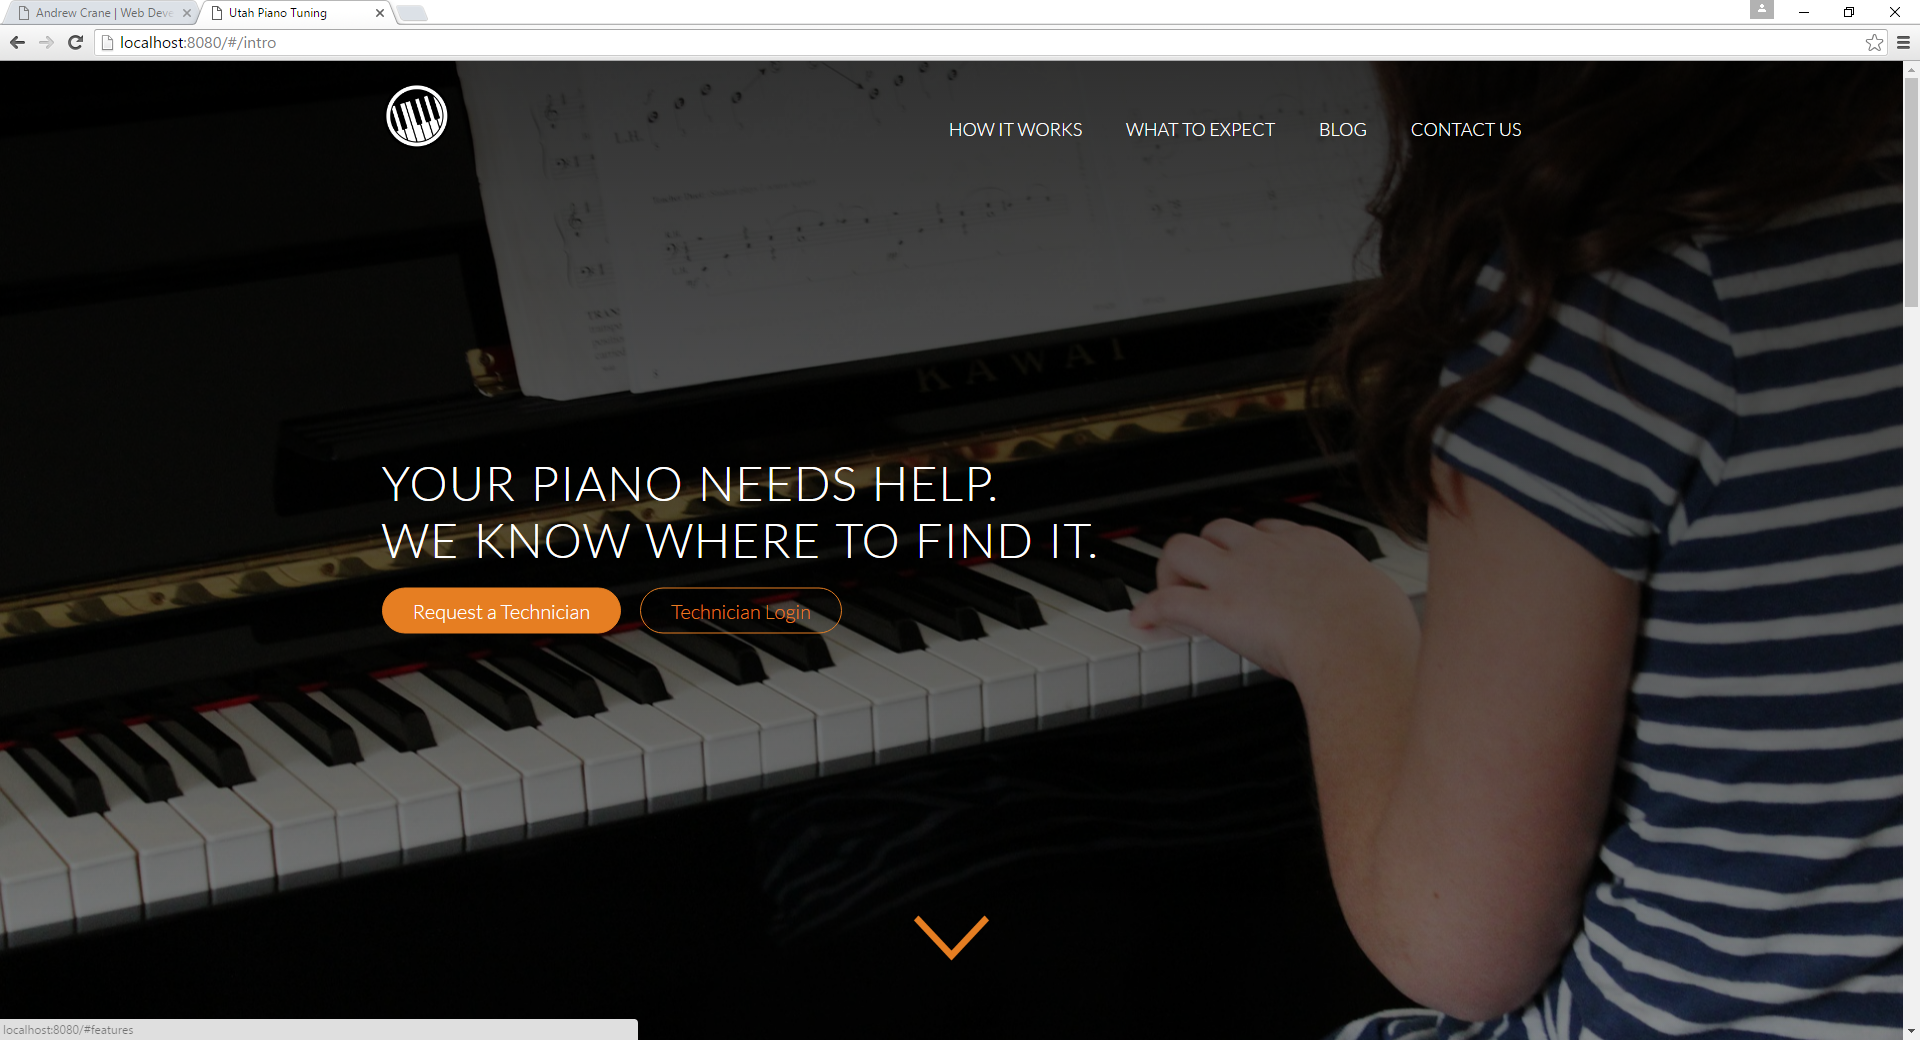 Andrew Crane | Web Deve
Utah Piano Tuning
localhost:8080/#/intro
HOW IT WORKS
WHAT TO EXPECT
BLOG
CONTACT US
L.H.
KAWAI
YOUR PIANO NEEDS HELP.
WE KNOW WHERE TO FIND IT.
Request a Technician
Technician Login
localhost:8080/#features